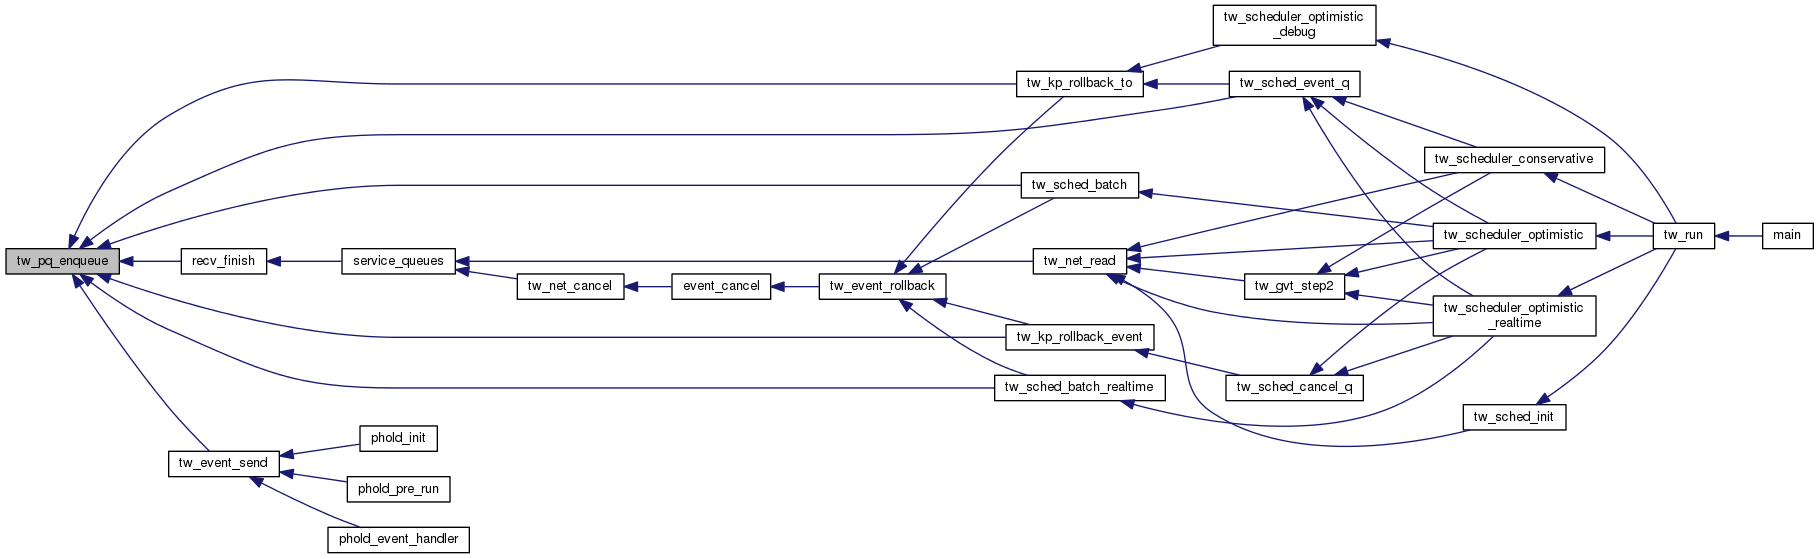 tw_scheduler_optimistic
_debug
tw_kp_rollback_to
tw_sched_event_q
tw_scheduler_conservative
tw_sched_batch
tw_scheduler_optimistic
tw_run
main
tw_pq_enqueue
recv_finish
service_queues
tw_net_read
tw_net_cancel
event_cancel
tw_event_rollback
tw_gvt_step2
tw_scheduler_optimistic
_realtime
tw_kp_rollback_event
tw_sched_batch_realtime
tw_sched_cancel_q
tw_sched_init
phold_init
tw_event_send
phold_pre_run
phold_event_handler